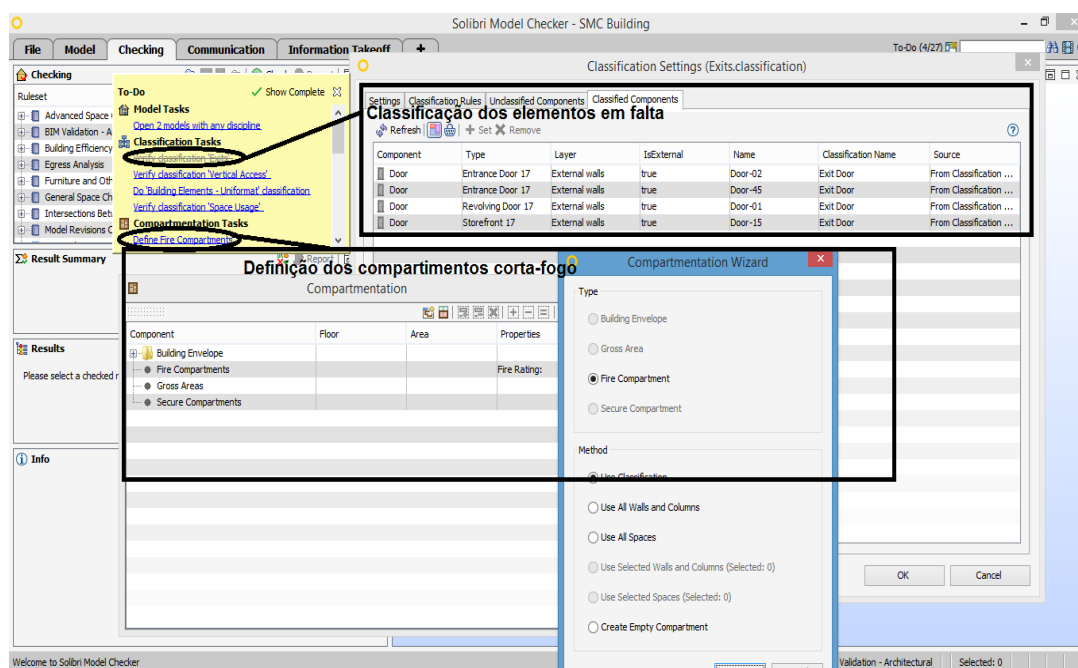 Solibri Model Checker - SMC Building
File Model Checking Communication Information Takeoff +
To-Do (4/27)
Checking
Ruleset
Advanced Space
BIM Validation - A
Building Efficiency
Egress Analysis
Furniture and Oth
General Space Ch
Intersections Bet
Model Revisions C
Result Summary
Report
Results
Please select a checked r
Info
To-Do
Show Complete
Model Tasks
Open 2 models with any discipline
Classification Tasks
Verify classification 'Exits'
Verify classification 'Vertical Access'
Do 'Building Elements - Uniformat' classification
Verify classification 'Space Usage'
Compartmentation Tasks
Define Fire Compartments
Classification Settings (Exits.classification)
Settings Classification Rules Unclassified Components Classified Components
Classificação dos elementos em falta
Refresh Set Remove
Component Type Layer IsExternal Name Classification Name Source
Door Entrance Door 17 External walls true Door-02 Exit Door From Classification ...
Door Entrance Door 17 External walls true Door-45 Exit Door From Classification ...
Door Revolving Door 17 External walls true Door-01 Exit Door From Classification ...
Door Storefront 17 External walls true Door-15 Exit Door From Classification ...
OK Cancel
Definição dos compartimentos corta-fogo
Compartmentation
Component Floor Area Properties
Building Envelope
Fire Compartments Fire Rating:
Gross Areas
Secure Compartments
Compartmentation Wizard
Type
Building Envelope
Gross Area
Fire Compartment
Secure Compartment
Method
Use Classification
Use All Walls and Columns
Use All Spaces
Use Selected Walls and Columns (Selected: 0)
Use Selected Spaces (Selected: 0)
Create Empty Compartment
Welcome to Solibri Model Checker
Validation - Architectural Selected: 0